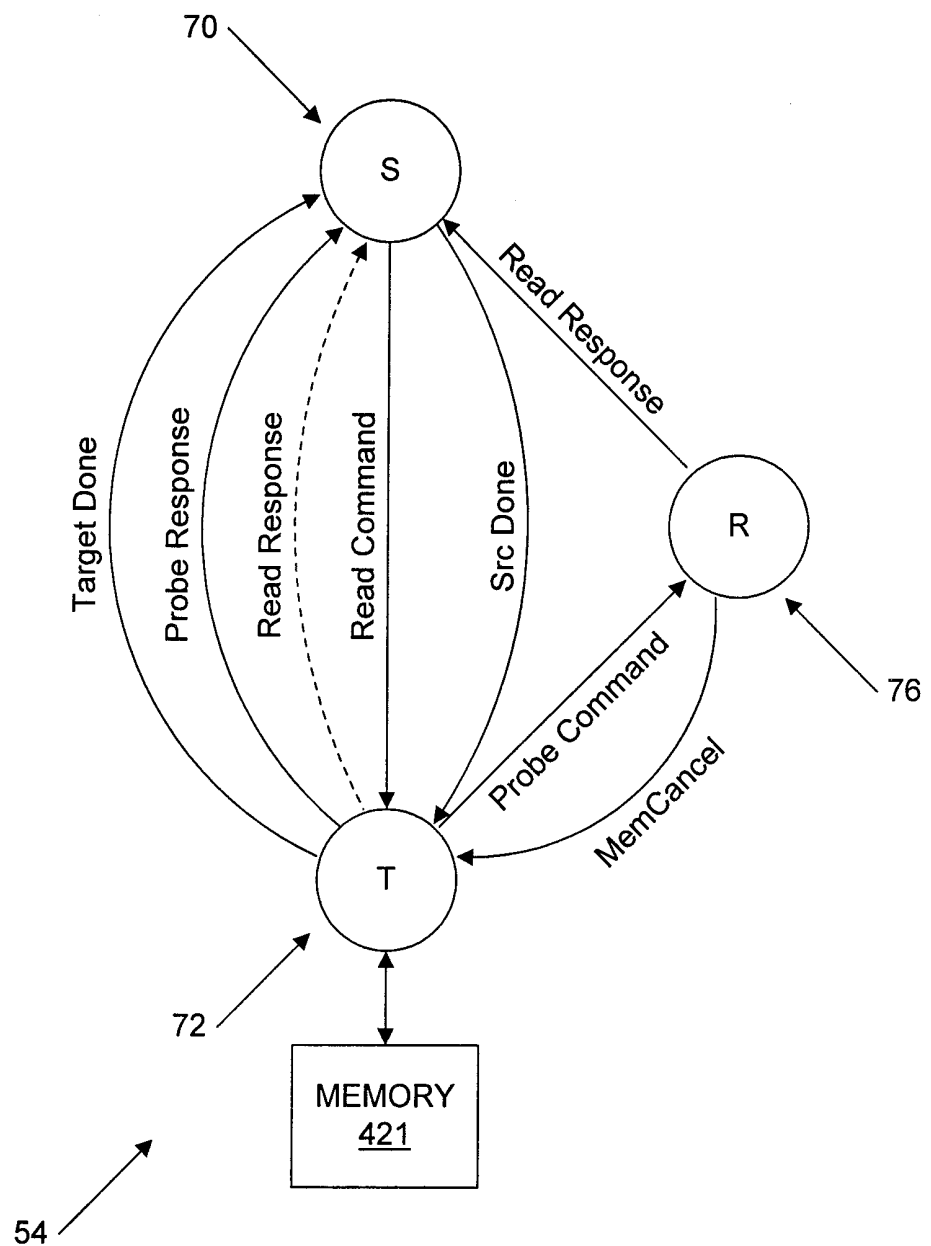 70
S
Read Response
Target Done
Probe Response
Read Response
Read Command
Src Done
R
76
Probe Command
MemCancel
T
72
MEMORY
421
54